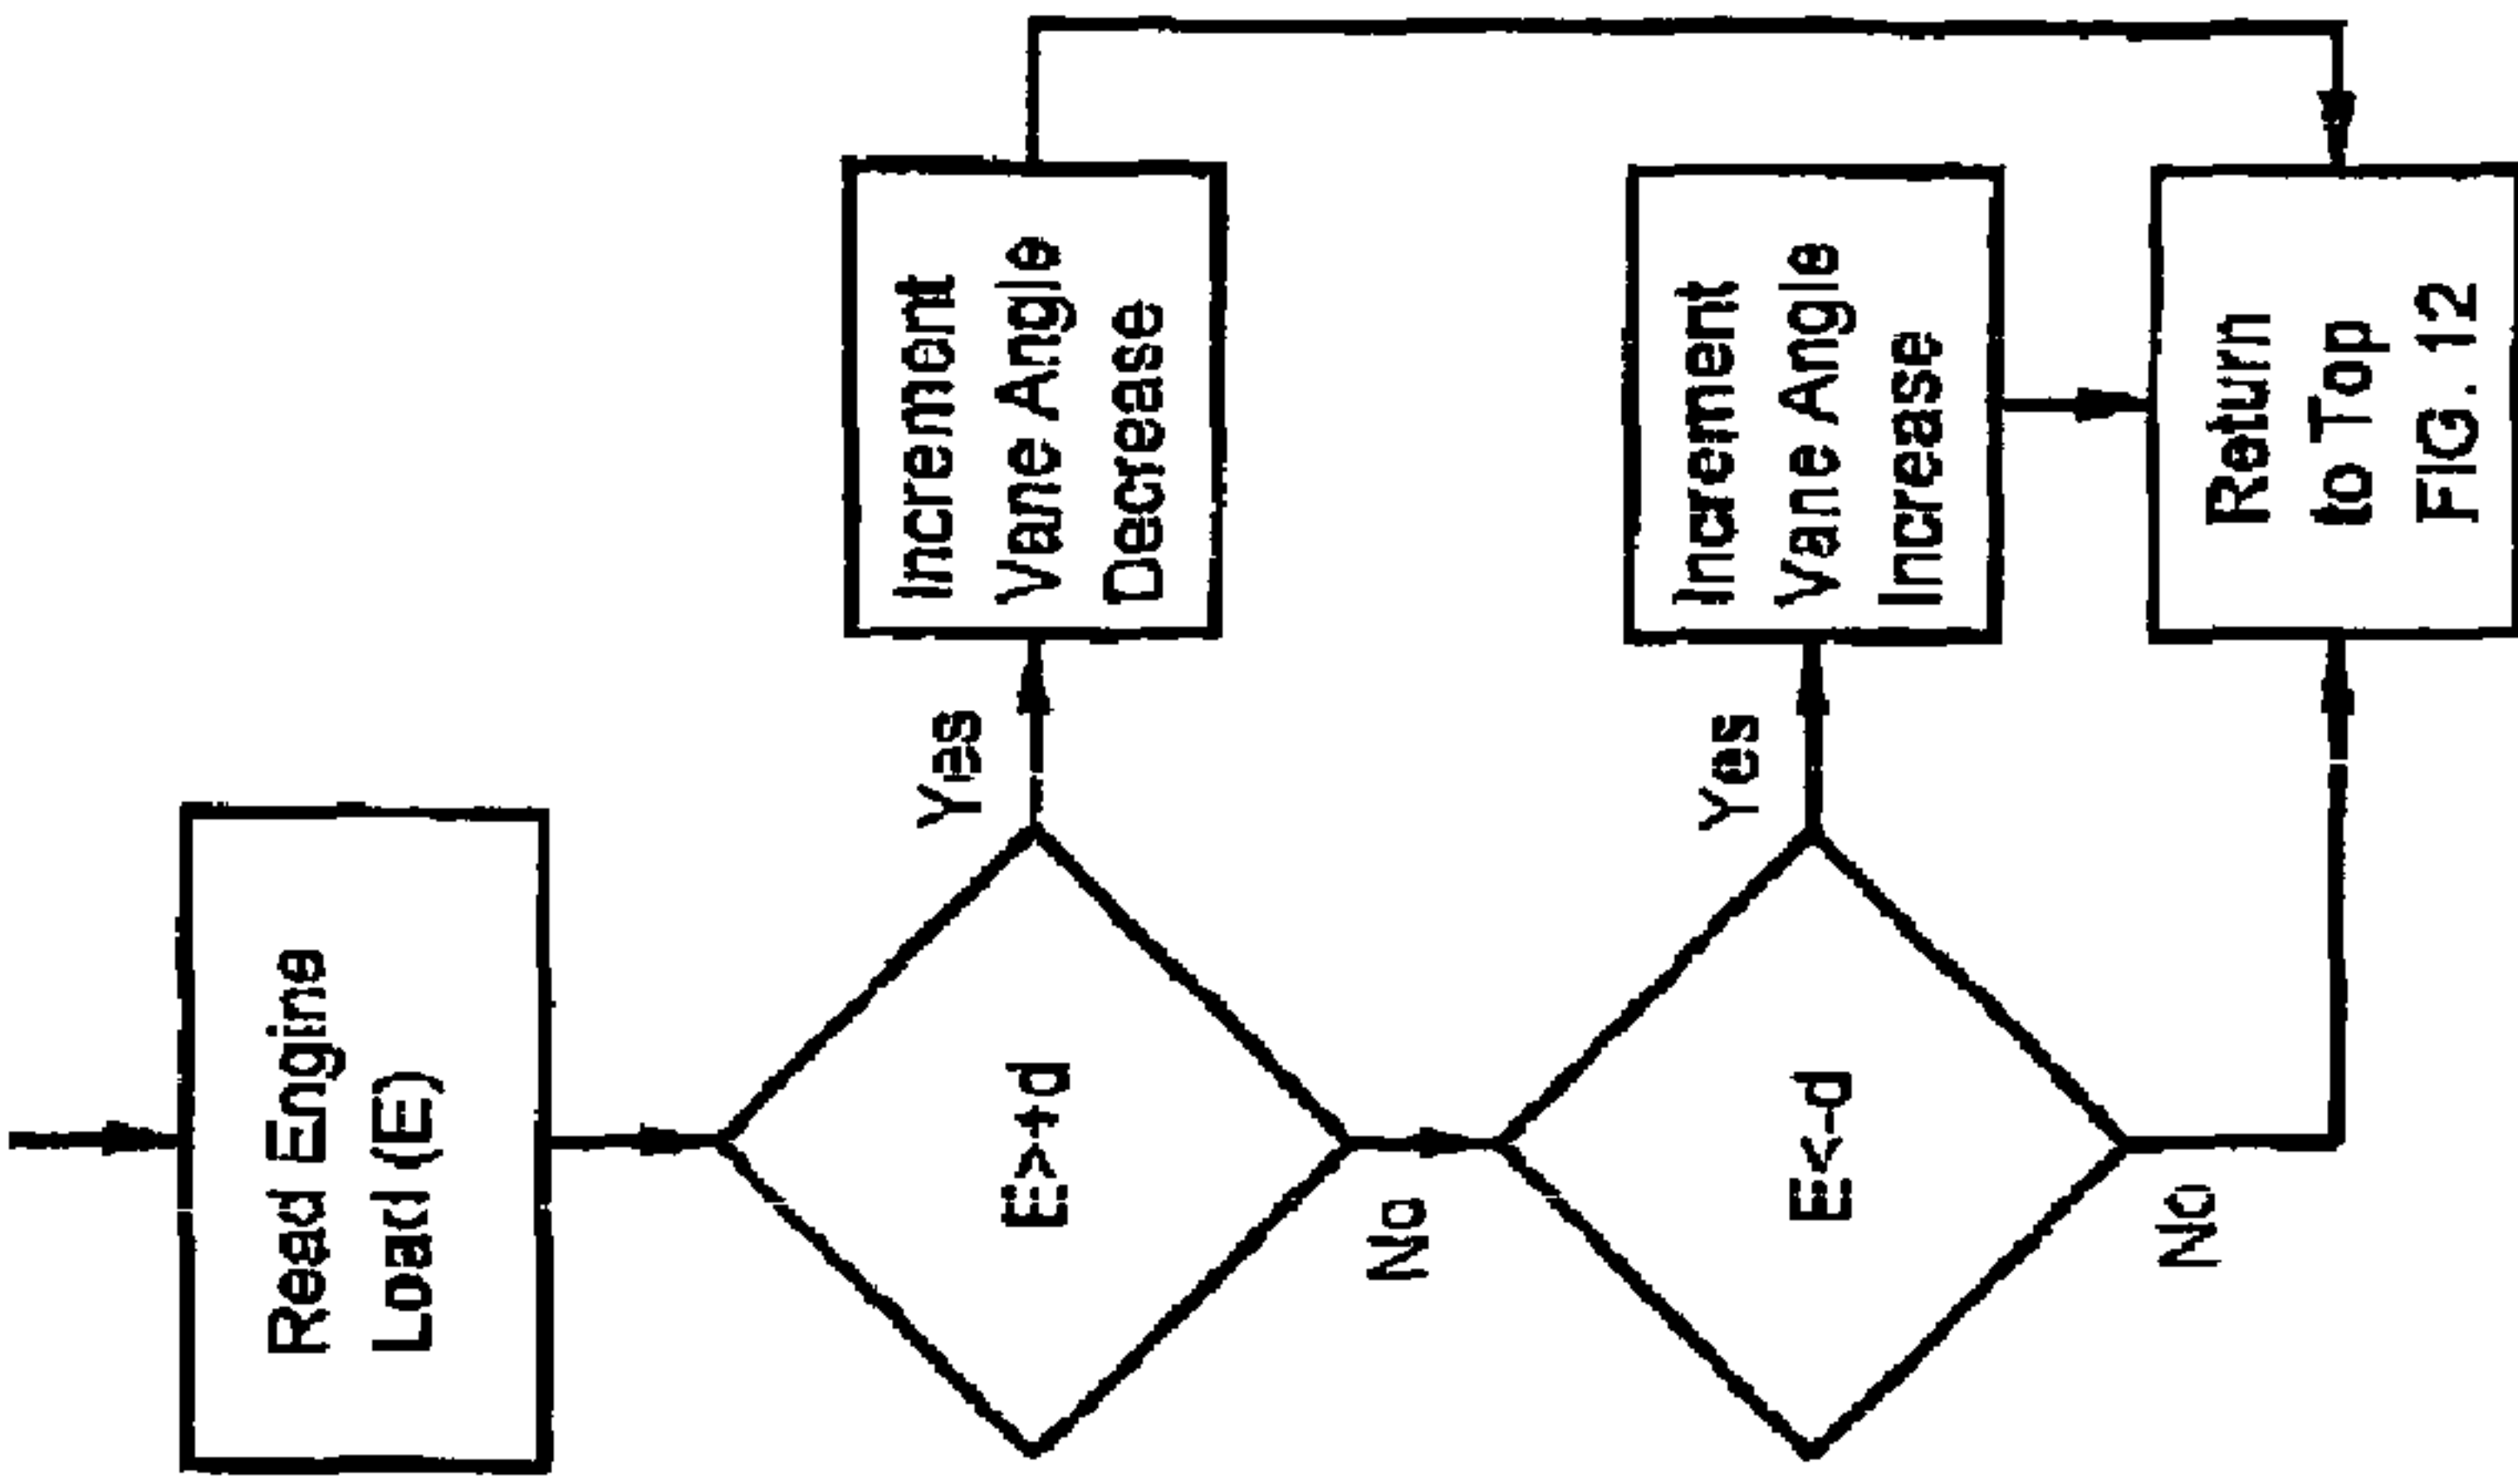 Read Engine
Load (E)
E>+d
Yes
Increment
Vane Angle
Decrease
No
E<-d
Yes
Increment
Vane Angle
Increase
No
Return
to Top
FIG. 12